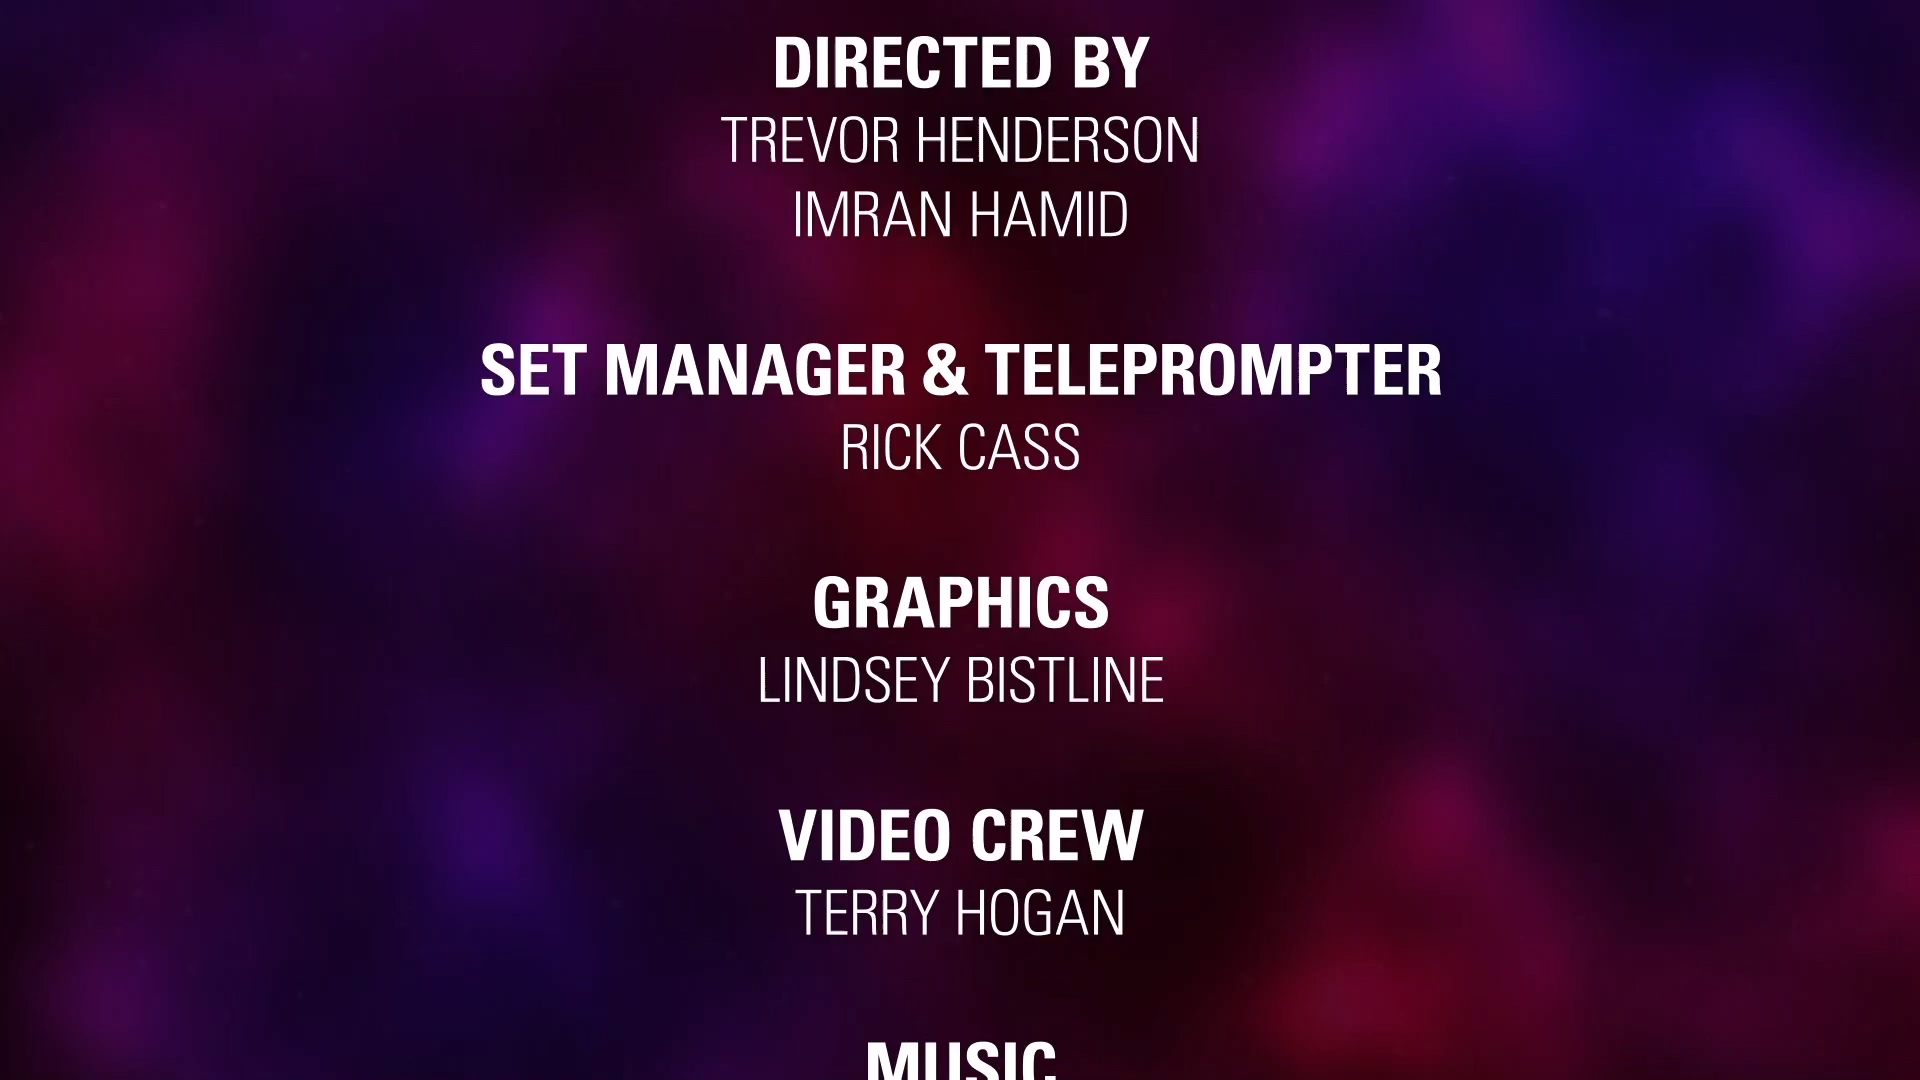 DIRECTED BY
TREVOR HENDERSON
IMRAN HAMID
SET MANAGER & TELEPROMPTER
RICK CASS
GRAPHICS
LINDSEY BISTLINE
VIDEO CREW
TERRY HOGAN
MUSIC